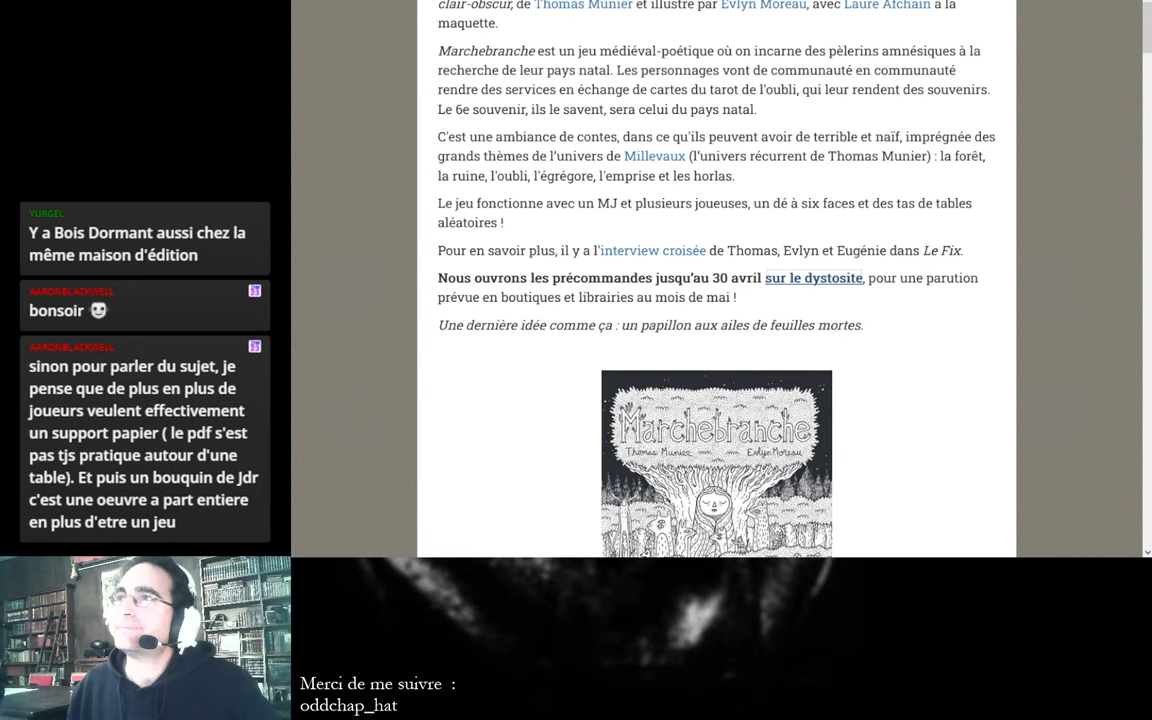 clair-obscur, de Thomas Munier et illustré par Evlyn Moreau, avec Laure Afchain à la
maquette.
Marchebranche est un jeu médiéval-poétique où on incarne des pèlerins amnésiques à la
recherche de leur pays natal. Les personnages vont de communauté en communauté
rendre des services en échange de cartes du tarot de l'oubli, qui leur rendent des souvenirs.
Le 6e souvenir, ils le savent, sera celui du pays natal.
C'est une ambiance de contes, dans ce qu'ils peuvent avoir de terrible et naïf, imprégnée des
grands thèmes de l'univers de Millevaux (l'univers récurrent de Thomas Munier) : la forêt,
la ruine, l'oubli, l'égrégore, l'emprise et les horlas.
Le jeu fonctionne avec un MJ et plusieurs joueuses, un dé à six faces et des tas de tables
aléatoires !
Pour en savoir plus, il y a l'interview croisée de Thomas, Evlyn et Eugénie dans Le Fix.
Nous ouvrons les précommandes jusqu'au 30 avril sur le dystosite, pour une parution
prévue en boutiques et librairies au mois de mai !
Une dernière idée comme ça : un papillon aux ailes de feuilles mortes.
Marchebranche
Thomas Munier Evlyn Moreau
YURGEL
Y a Bois Dormant aussi chez la
même maison d'édition
AARONBLACKWELL
bonsoir
AARONBLACKWELL
sinon pour parler du sujet, je
pense que de plus en plus de
joueurs veulent effectivement
un support papier ( le pdf s'est
pas tjs pratique autour d'une
table). Et puis un bouquin de Jdr
c'est une oeuvre a part entiere
en plus d'etre un jeu
Merci de me suivre :
oddchap_hat